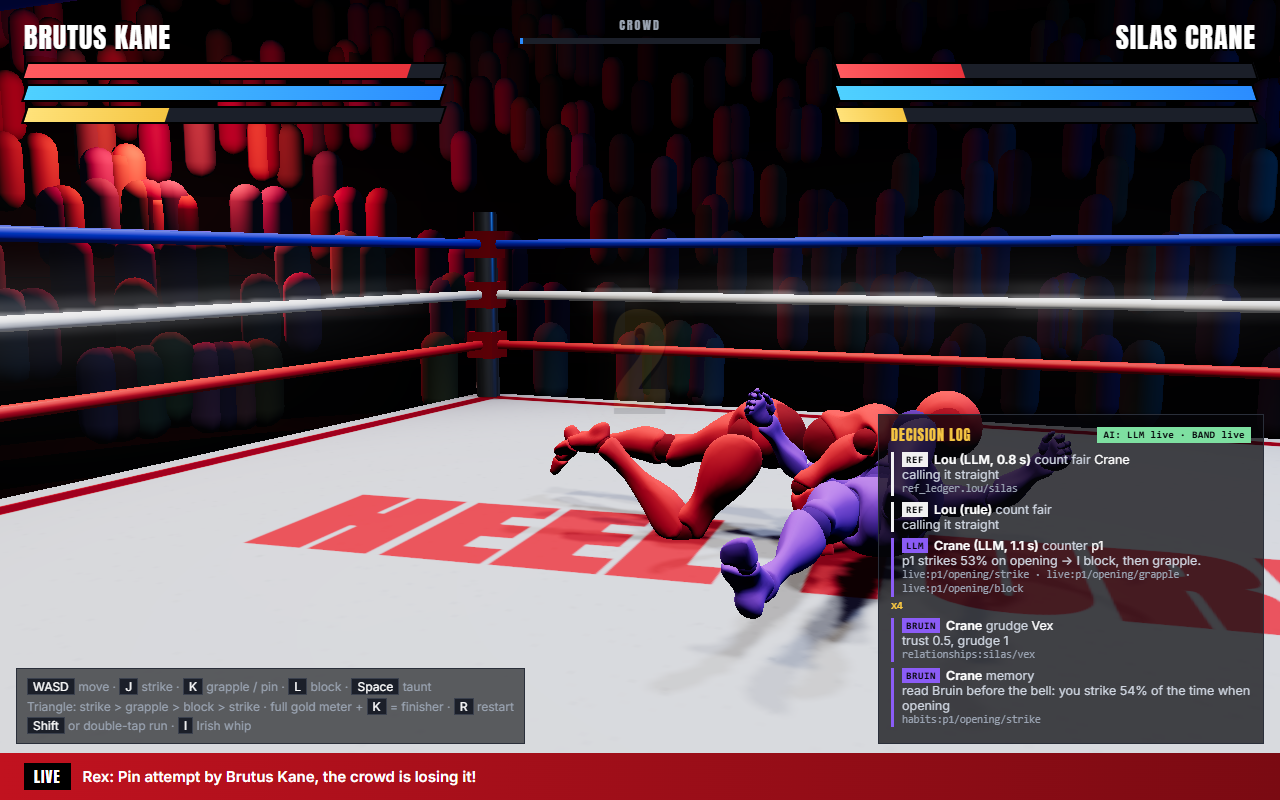 BRUTUS KANE
CROWD
SILAS CRANE
2
HEEL
DECISION LOG
AI: LLM live · BAND live
REF Lou (LLM, 0.8 s) count fair Crane
calling it straight
ref_ledger.lou/silas
REF Lou (rule) count fair
calling it straight
LLM Crane (LLM, 1.1 s) counter p1
p1 strikes 53% on opening → I block, then grapple.
live:p1/opening/strike · live:p1/opening/grapple ·
live:p1/opening/block
x4
BRUIN Crane grudge Vex
trust 0.5, grudge 1
relationships:silas/vex
BRUIN Crane memory
read Bruin before the bell: you strike 54% of the time when
opening
habits:p1/opening/strike
WASD move · J strike · K grapple / pin · L block · Space taunt
Triangle: strike > grapple > block > strike · full gold meter + K = finisher · R restart
Shift or double-tap run · I Irish whip
LIVE Rex: Pin attempt by Brutus Kane, the crowd is losing it!